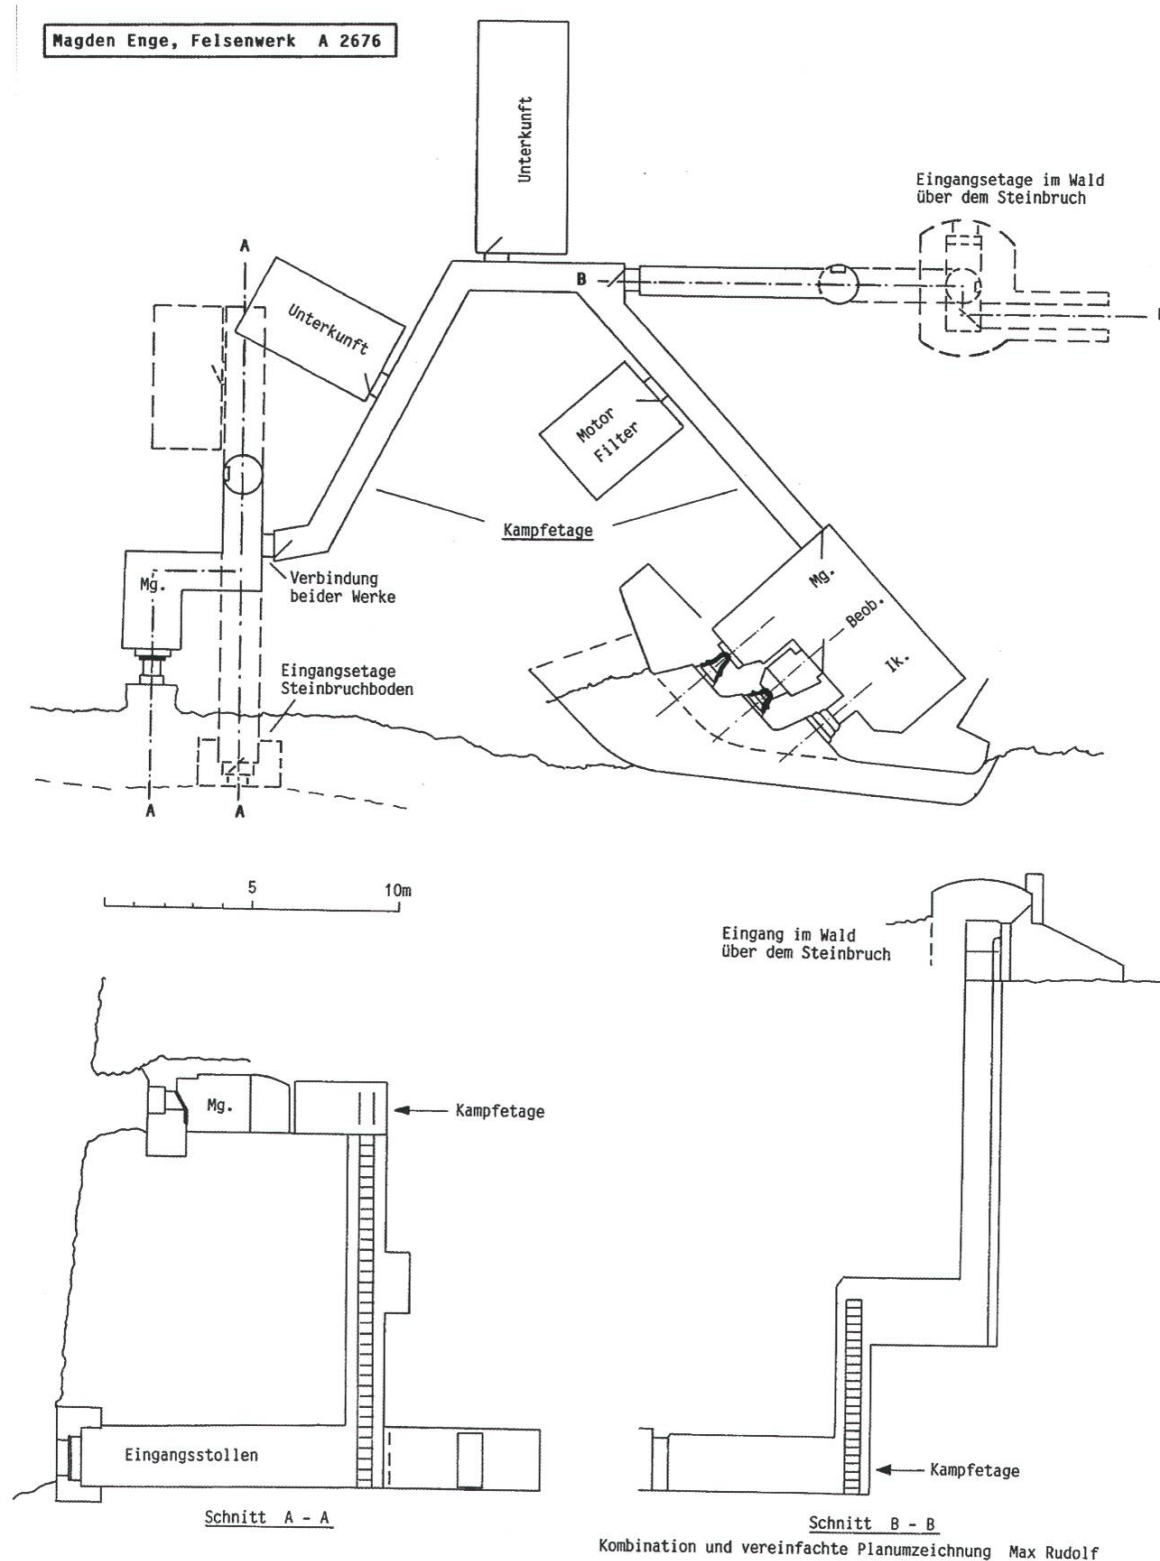 Magden Enge, Felsenwerk A 2676
Unterkunft
Eingangsetage im Wald
über dem Steinbruch
A
B
Unterkunft
Motor
Filter
Kampfetage
Mg.
Verbindung
beider Werke
Mg.
Beob.
Ik.
Eingangsetage
Steinbruchboden
A
A
5
10m
Eingang im Wald
über dem Steinbruch
Mg.
Kampfetage
Eingangsstollen
Kampfetage
Schnitt A - A
Schnitt B - B
Kombination und vereinfachte Planumzeichnung Max Rudolf